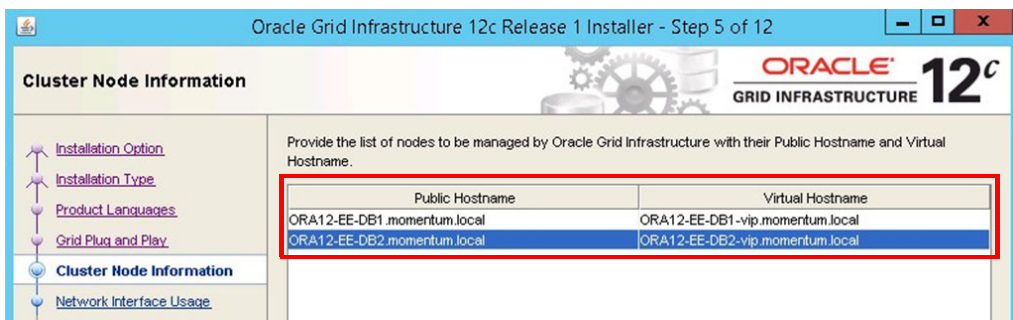 Oracle Grid Infrastructure 12c Release 1 Installer - Step 5 of 12
Cluster Node Information
ORACLE
GRID INFRASTRUCTURE
12c
Installation Option
Installation Type
Product Languages
Grid Plug and Play
Cluster Node Information
Network Interface Usage
Provide the list of nodes to be managed by Oracle Grid Infrastructure with their Public Hostname and Virtual
Hostname.
Public Hostname Virtual Hostname
ORA12-EE-DB1.momentum.local ORA12-EE-DB1-vip.momentum.local
ORA12-EE-DB2.momentum.local ORA12-EE-DB2-vip.momentum.local